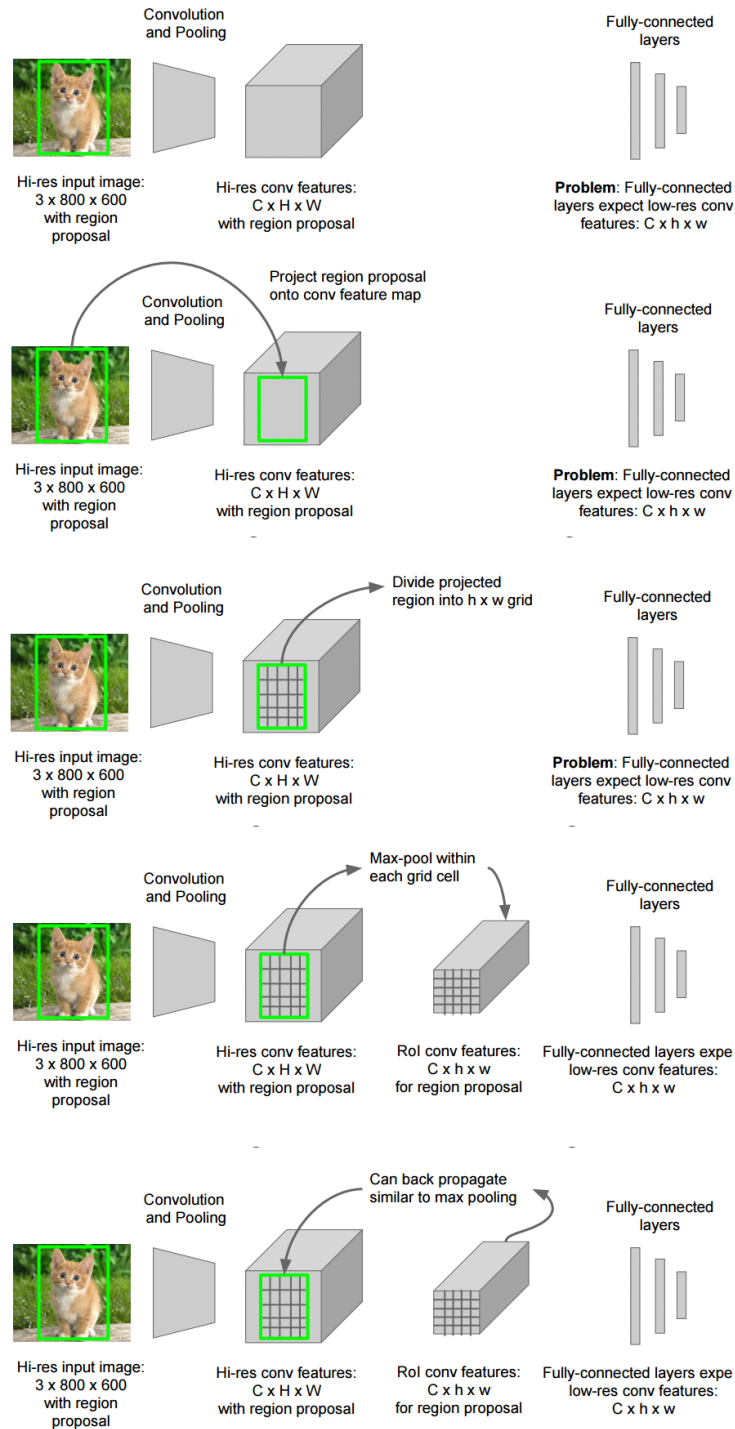 Convolution
and Pooling
Fully-connected
layers
Hi-res input image:
3 x 800 x 600
with region
proposal
Hi-res conv features:
C x H x W
with region proposal
Problem: Fully-connected
layers expect low-res conv
features: C x h x w
Project region proposal
onto conv feature map
Convolution
and Pooling
Fully-connected
layers
Hi-res input image:
3 x 800 x 600
with region
proposal
Hi-res conv features:
C x H x W
with region proposal
Problem: Fully-connected
layers expect low-res conv
features: C x h x w
Divide projected
region into h x w grid
Convolution
and Pooling
Fully-connected
layers
Hi-res input image:
3 x 800 x 600
with region
proposal
Hi-res conv features:
C x H x W
with region proposal
Problem: Fully-connected
layers expect low-res conv
features: C x h x w
Max-pool within
each grid cell
Convolution
and Pooling
Fully-connected
layers
Hi-res input image:
3 x 800 x 600
with region
proposal
Hi-res conv features:
C x H x W
with region proposal
RoI conv features:
C x h x w
for region proposal
Fully-connected layers expe
low-res conv features:
C x h x w
Can back propagate
similar to max pooling
Convolution
and Pooling
Fully-connected
layers
Hi-res input image:
3 x 800 x 600
with region
proposal
Hi-res conv features:
C x H x W
with region proposal
RoI conv features:
C x h x w
for region proposal
Fully-connected layers expe
low-res conv features:
C x h x w